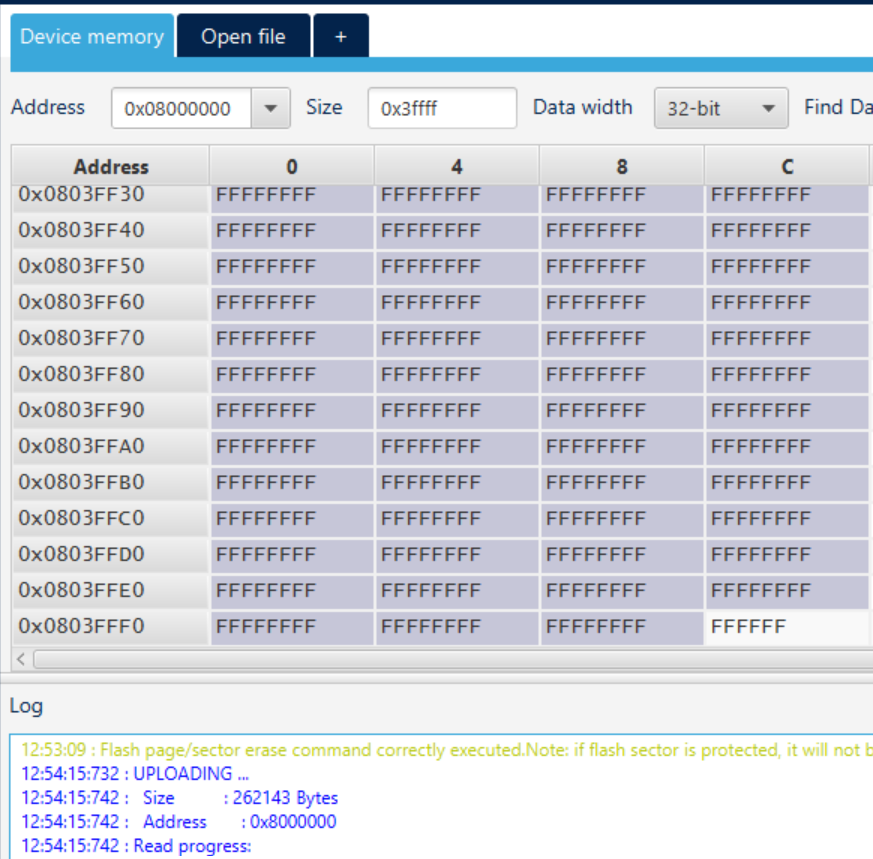 Device memory Open file +
Address 0x08000000 Size 0x3ffff Data width 32-bit Find Da
Address 0 4 8 C
0x0803FF30 FFFFFFFF FFFFFFFF FFFFFFFF FFFFFFFF
0x0803FF40 FFFFFFFF FFFFFFFF FFFFFFFF FFFFFFFF
0x0803FF50 FFFFFFFF FFFFFFFF FFFFFFFF FFFFFFFF
0x0803FF60 FFFFFFFF FFFFFFFF FFFFFFFF FFFFFFFF
0x0803FF70 FFFFFFFF FFFFFFFF FFFFFFFF FFFFFFFF
0x0803FF80 FFFFFFFF FFFFFFFF FFFFFFFF FFFFFFFF
0x0803FF90 FFFFFFFF FFFFFFFF FFFFFFFF FFFFFFFF
0x0803FFA0 FFFFFFFF FFFFFFFF FFFFFFFF FFFFFFFF
0x0803FFB0 FFFFFFFF FFFFFFFF FFFFFFFF FFFFFFFF
0x0803FFC0 FFFFFFFF FFFFFFFF FFFFFFFF FFFFFFFF
0x0803FFD0 FFFFFFFF FFFFFFFF FFFFFFFF FFFFFFFF
0x0803FFE0 FFFFFFFF FFFFFFFF FFFFFFFF FFFFFFFF
0x0803FFF0 FFFFFFFF FFFFFFFF FFFFFFFF FFFFFF
Log
12:53:09 : Flash page/sector erase command correctly executed.Note: if flash sector is protected, it will not b
12:54:15:732 : UPLOADING ...
12:54:15:742 : Size : 262143 Bytes
12:54:15:742 : Address : 0x8000000
12:54:15:742 : Read progress: